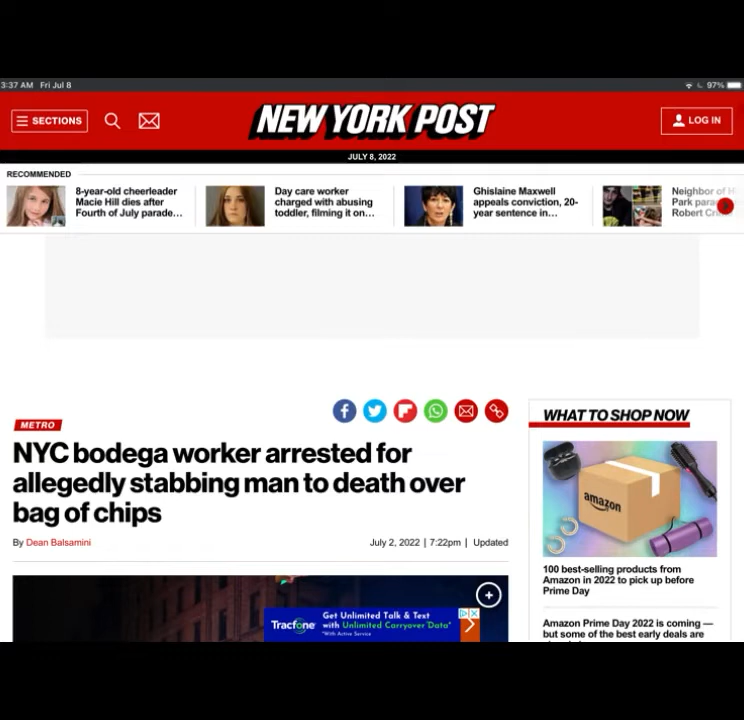 3:37 AM Fri Jul 8
97%
SECTIONS
NEW YORK POST
LOG IN
JULY 8, 2022
RECOMMENDED
8-year-old cheerleader
Macie Hill dies after
Fourth of July parade...
Day care worker
charged with abusing
toddler, filming it on...
Ghislaine Maxwell
appeals conviction, 20-
year sentence in...
Neighbor of H
Park para
Robert Cr
METRO
NYC bodega worker arrested for
allegedly stabbing man to death over
bag of chips
By Dean Balsamini
July 2, 2022 | 7:22pm | Updated
Tracfone
Get Unlimited Talk & Text
with Unlimited Carryover Data*
*With Active Service
WHAT TO SHOP NOW
amazon
100 best-selling products from
Amazon in 2022 to pick up before
Prime Day
Amazon Prime Day 2022 is coming —
but some of the best early deals are